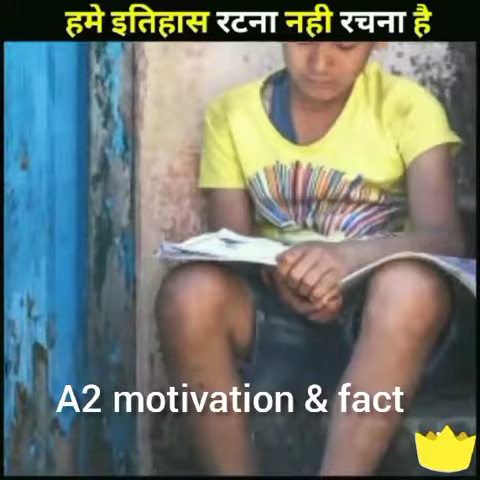 हमे इतिहास रटना नही रचना है
A2 motivation & fact